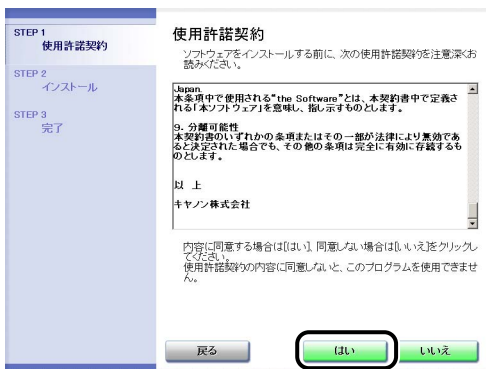 STEP 1
使用許諾契約
STEP 2
インストール
STEP 3
完了
使用許諾契約
ソフトウェアをインストールする前に、次の使用許諾契約を注意深くお
読みください。
Japan.
本条項中で使用される"the Software"とは、本契約書中で定義さ
れる「本ソフトウェア」を意味し、指し示すものとします。
9. 分離可能性
本契約書のいずれかの条項またはその一部が法律により無効であ
ると決定された場合でも、その他の条項は完全に有効に存続するも
のとします。
以 上
キヤノン株式会社
内容に同意する場合は[はい]、同意しない場合は[いいえ]をクリックし
てください。
使用許諾契約の内容に同意しないと、このプログラムを使用できませ
ん。
戻る
はい
いいえ